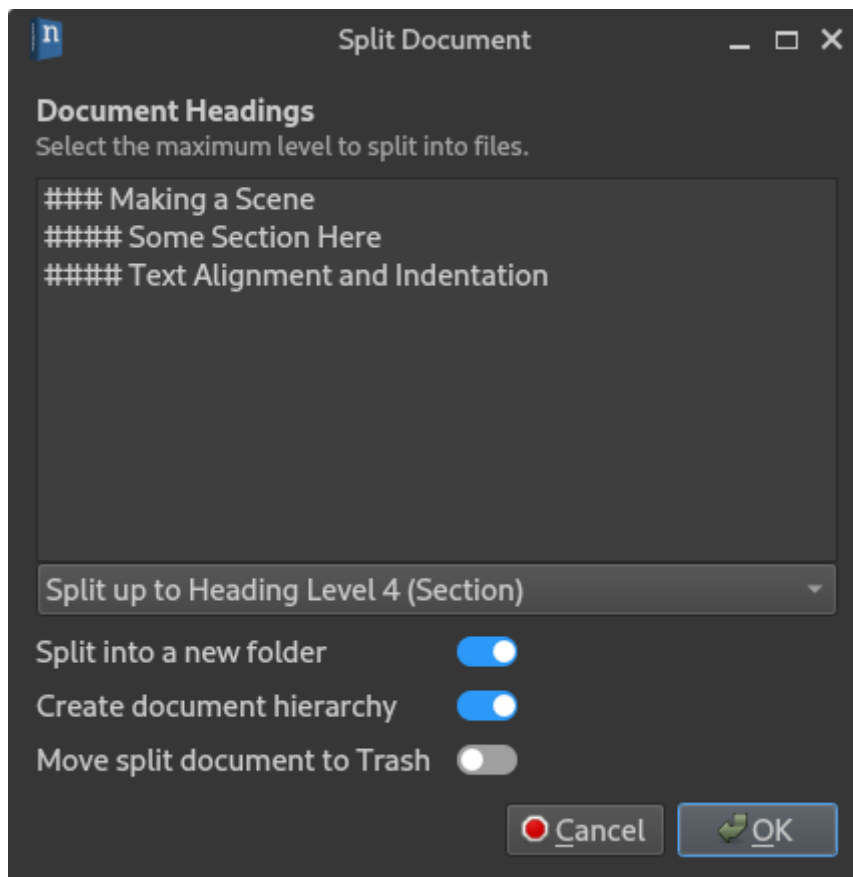 n
Split Document
Document Headings
Select the maximum level to split into files.
### Making a Scene
#### Some Section Here
#### Text Alignment and Indentation
Split up to Heading Level 4 (Section)
Split into a new folder
Create document hierarchy
Move split document to Trash
Cancel
OK